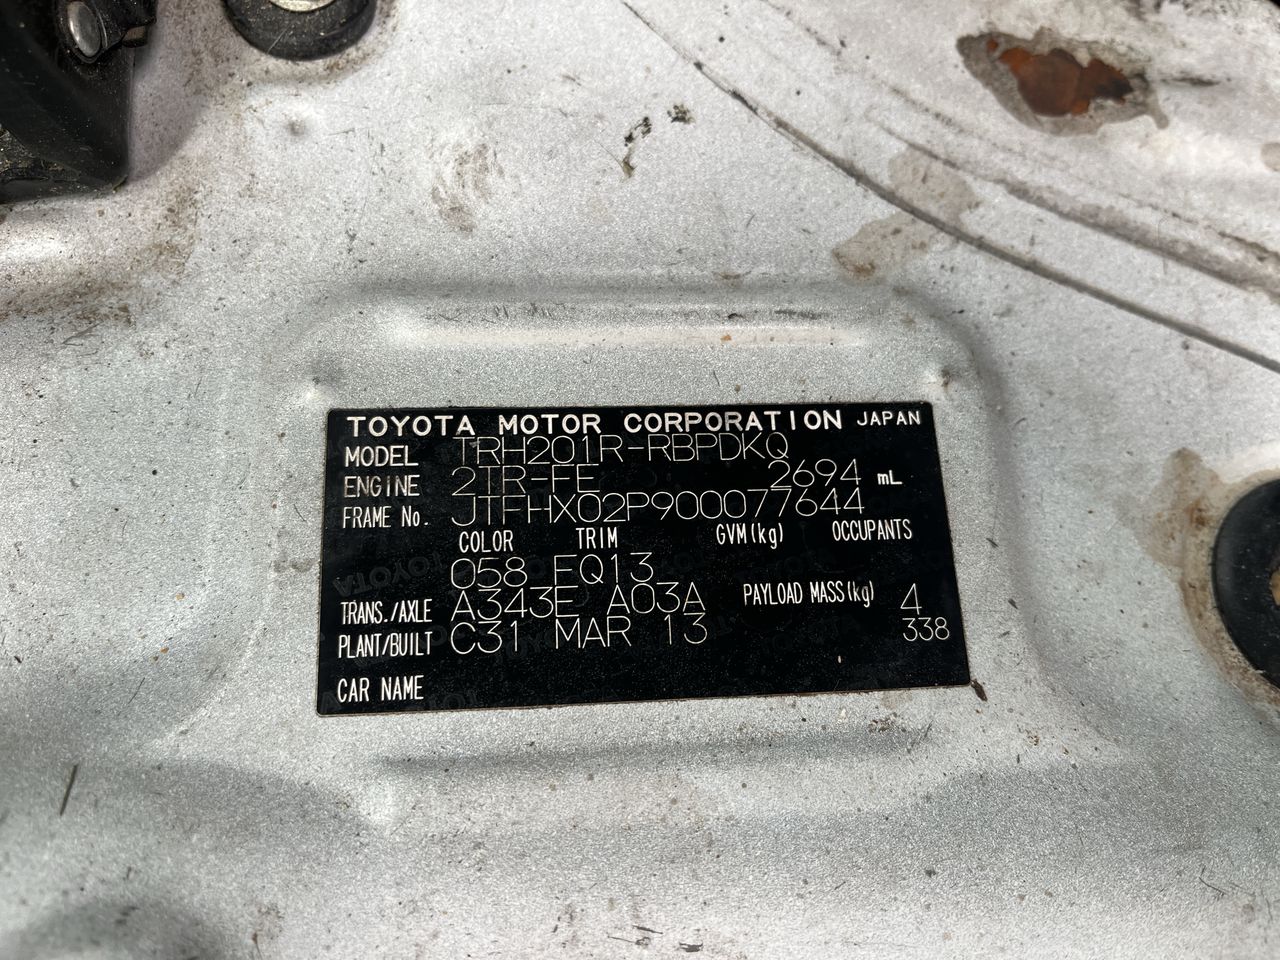 TOYOTA MOTOR CORPORATION JAPAN
MODEL TRH201R-RBPDKQ
ENGINE 2TR-FE 2694 mL
FRAME No. JTFHX02P900077644
COLOR TRIM GVM(kg) OCCUPANTS
058 FQ13
TRANS./AXLE A343E A03A PAYLOAD MASS(kg) 4
PLANT/BUILT C31 MAR 13 338
CAR NAME